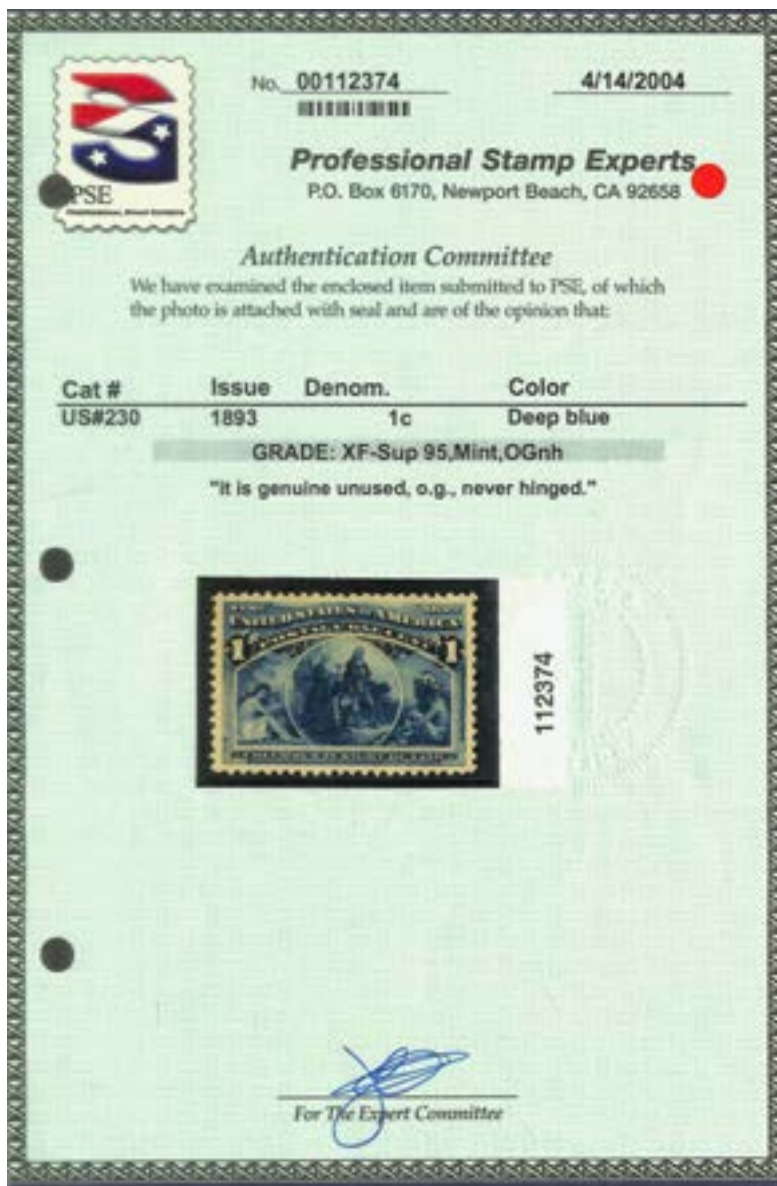 No. 00112374
4/14/2004
PSE
Professional Stamp Experts
P.O. Box 6170, Newport Beach, CA 92658
Authentication Committee
We have examined the enclosed item submitted to PSE, of which
the photo is attached with seal and are of the opinion that:
Cat # Issue Denom. Color
US#230 1893 1c Deep blue
GRADE: XF-Sup 95,Mint,OGnh
"It is genuine unused, o.g., never hinged."
UNITED STATES OF AMERICA
1 1
112374
For The Expert Committee